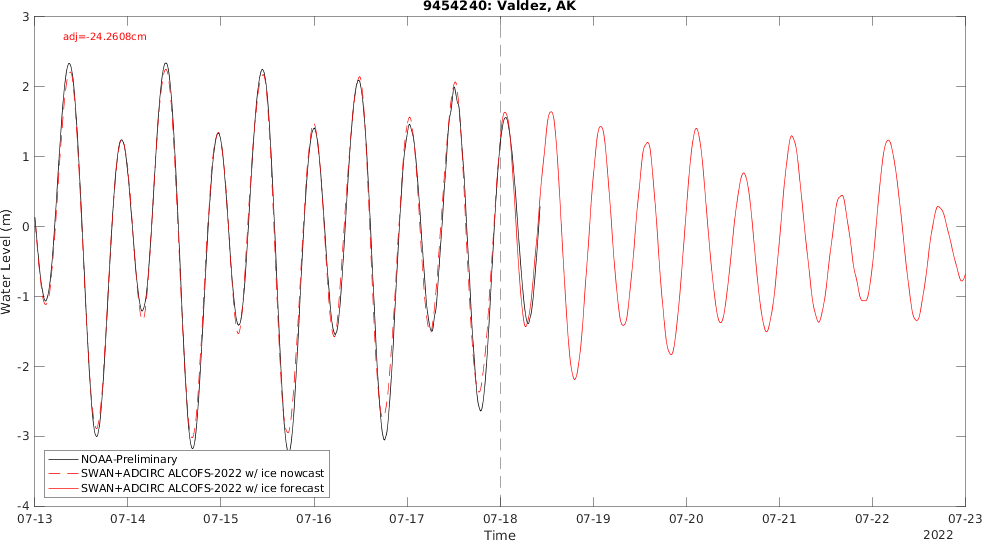 9454240: Valdez, AK
adj=-24.2608cm
3
2
1
0
-1
-2
-3
-4
Water Level (m)
NOAA-Preliminary
SWAN+ADCIRC ALCOFS-2022 w/ ice nowcast
SWAN+ADCIRC ALCOFS-2022 w/ ice forecast
07-13 07-14 07-15 07-16 07-17 07-18 07-19 07-20 07-21 07-22 07-23
Time
2022